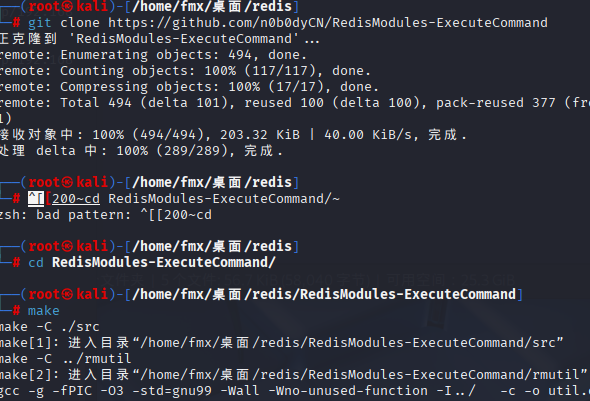 (root㉿kali)-[/home/fmx/桌面/redis]
# git clone https://github.com/n0b0dyCN/RedisModules-ExecuteCommand
正克隆到 'RedisModules-ExecuteCommand'...
remote: Enumerating objects: 494, done.
remote: Counting objects: 100% (117/117), done.
remote: Compressing objects: 100% (17/17), done.
remote: Total 494 (delta 101), reused 100 (delta 100), pack-reused 377 (fro
1)
接收对象中: 100% (494/494), 203.32 KiB | 40.00 KiB/s, 完成.
处理 delta 中: 100% (289/289), 完成.
(root㉿kali)-[/home/fmx/桌面/redis]
# ^[[200~cd RedisModules-ExecuteCommand/~
zsh: bad pattern: ^[[200~cd
(root㉿kali)-[/home/fmx/桌面/redis]
# cd RedisModules-ExecuteCommand/
(root㉿kali)-[/home/fmx/桌面/redis/RedisModules-ExecuteCommand]
# make
make -C ./src
make[1]: 进入目录“/home/fmx/桌面/redis/RedisModules-ExecuteCommand/src”
make -C ../rmutil
make[2]: 进入目录“/home/fmx/桌面/redis/RedisModules-ExecuteCommand/rmutil”
gcc -g -fPIC -O3 -std=gnu99 -Wall -Wno-unused-function -I../ -c -o util.o